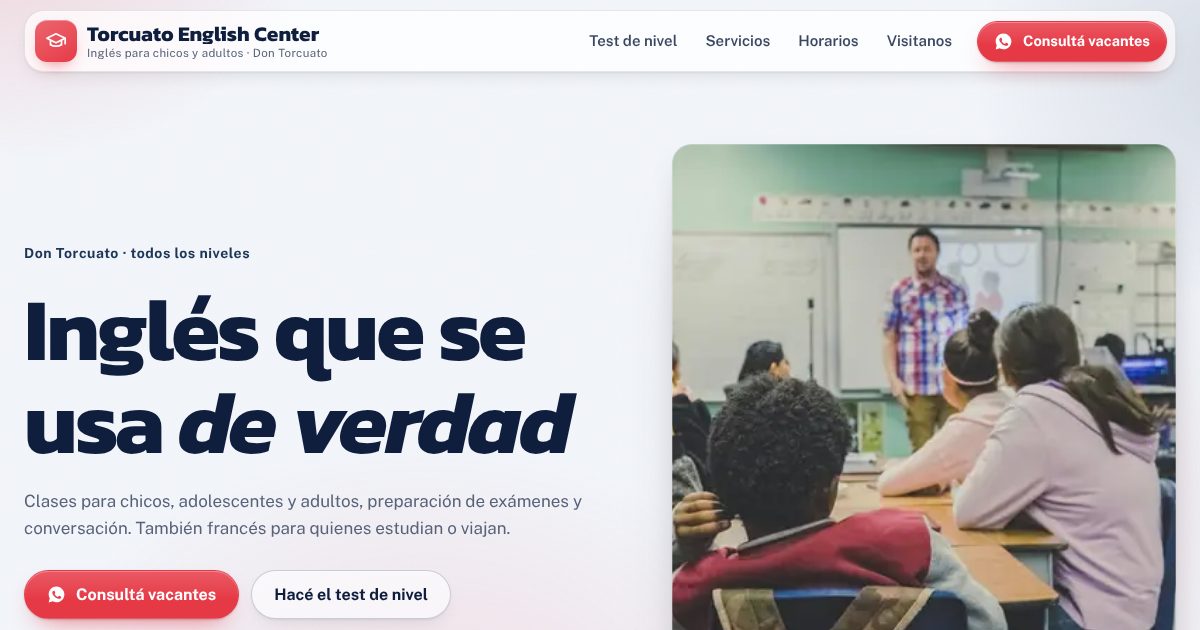 Torcuato English Center
Inglés para chicos y adultos · Don Torcuato
Test de nivel
Servicios
Horarios
Visitanos
Consultá vacantes
Don Torcuato · todos los niveles
Inglés que se
usa de verdad
Clases para chicos, adolescentes y adultos, preparación de exámenes y
conversación. También francés para quienes estudian o viajan.
Consultá vacantes
Hacé el test de nivel